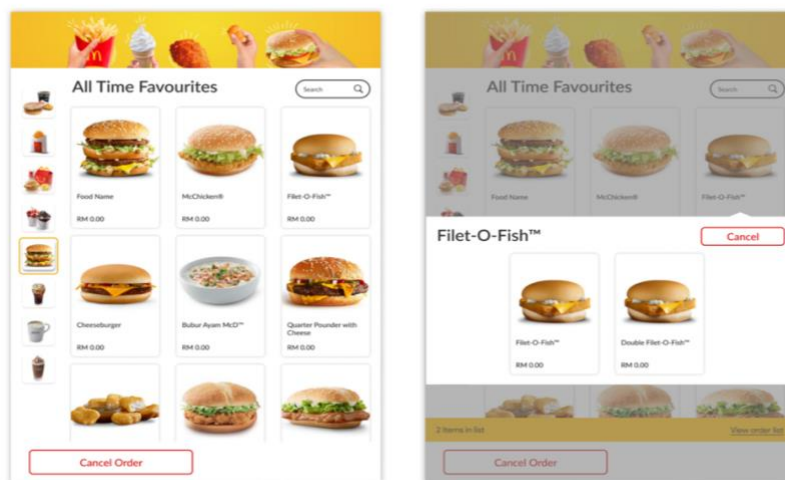 All Time Favourites
Search
Food Name
McChicken®
Filet-O-Fish™
RM 0.00
RM 0.00
RM 0.00
Cheeseburger
Bubur Ayam McD™
Quarter Pounder with
Cheese
RM 0.00
RM 0.00
RM 0.00
Cancel Order
All Time Favourites
Search
Food Name
McChicken®
Filet-O-Fish™
Filet-O-Fish™
Cancel
Filet-O-Fish™
Double Filet-O-Fish™
RM 0.00
RM 0.00
2 Items in list
View order list
Cancel Order